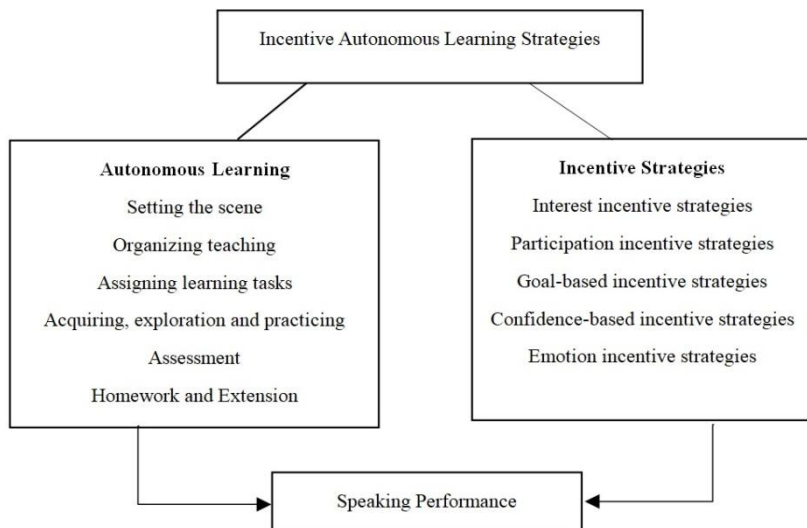 Incentive Autonomous Learning Strategies
Autonomous Learning
Setting the scene
Organizing teaching
Assigning learning tasks
Acquiring, exploration and practicing
Assessment
Homework and Extension
Incentive Strategies
Interest incentive strategies
Participation incentive strategies
Goal-based incentive strategies
Confidence-based incentive strategies
Emotion incentive strategies
Speaking Performance